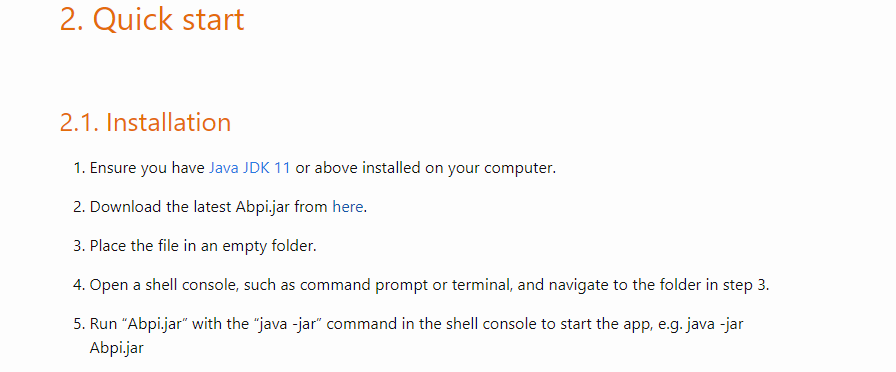 2. Quick start
2.1. Installation
1. Ensure you have Java JDK 11 or above installed on your computer.
2. Download the latest Abpi.jar from here.
3. Place the file in an empty folder.
4. Open a shell console, such as command prompt or terminal, and navigate to the folder in step 3.
5. Run “Abpi.jar” with the “java -jar” command in the shell console to start the app, e.g. java -jar
Abpi.jar